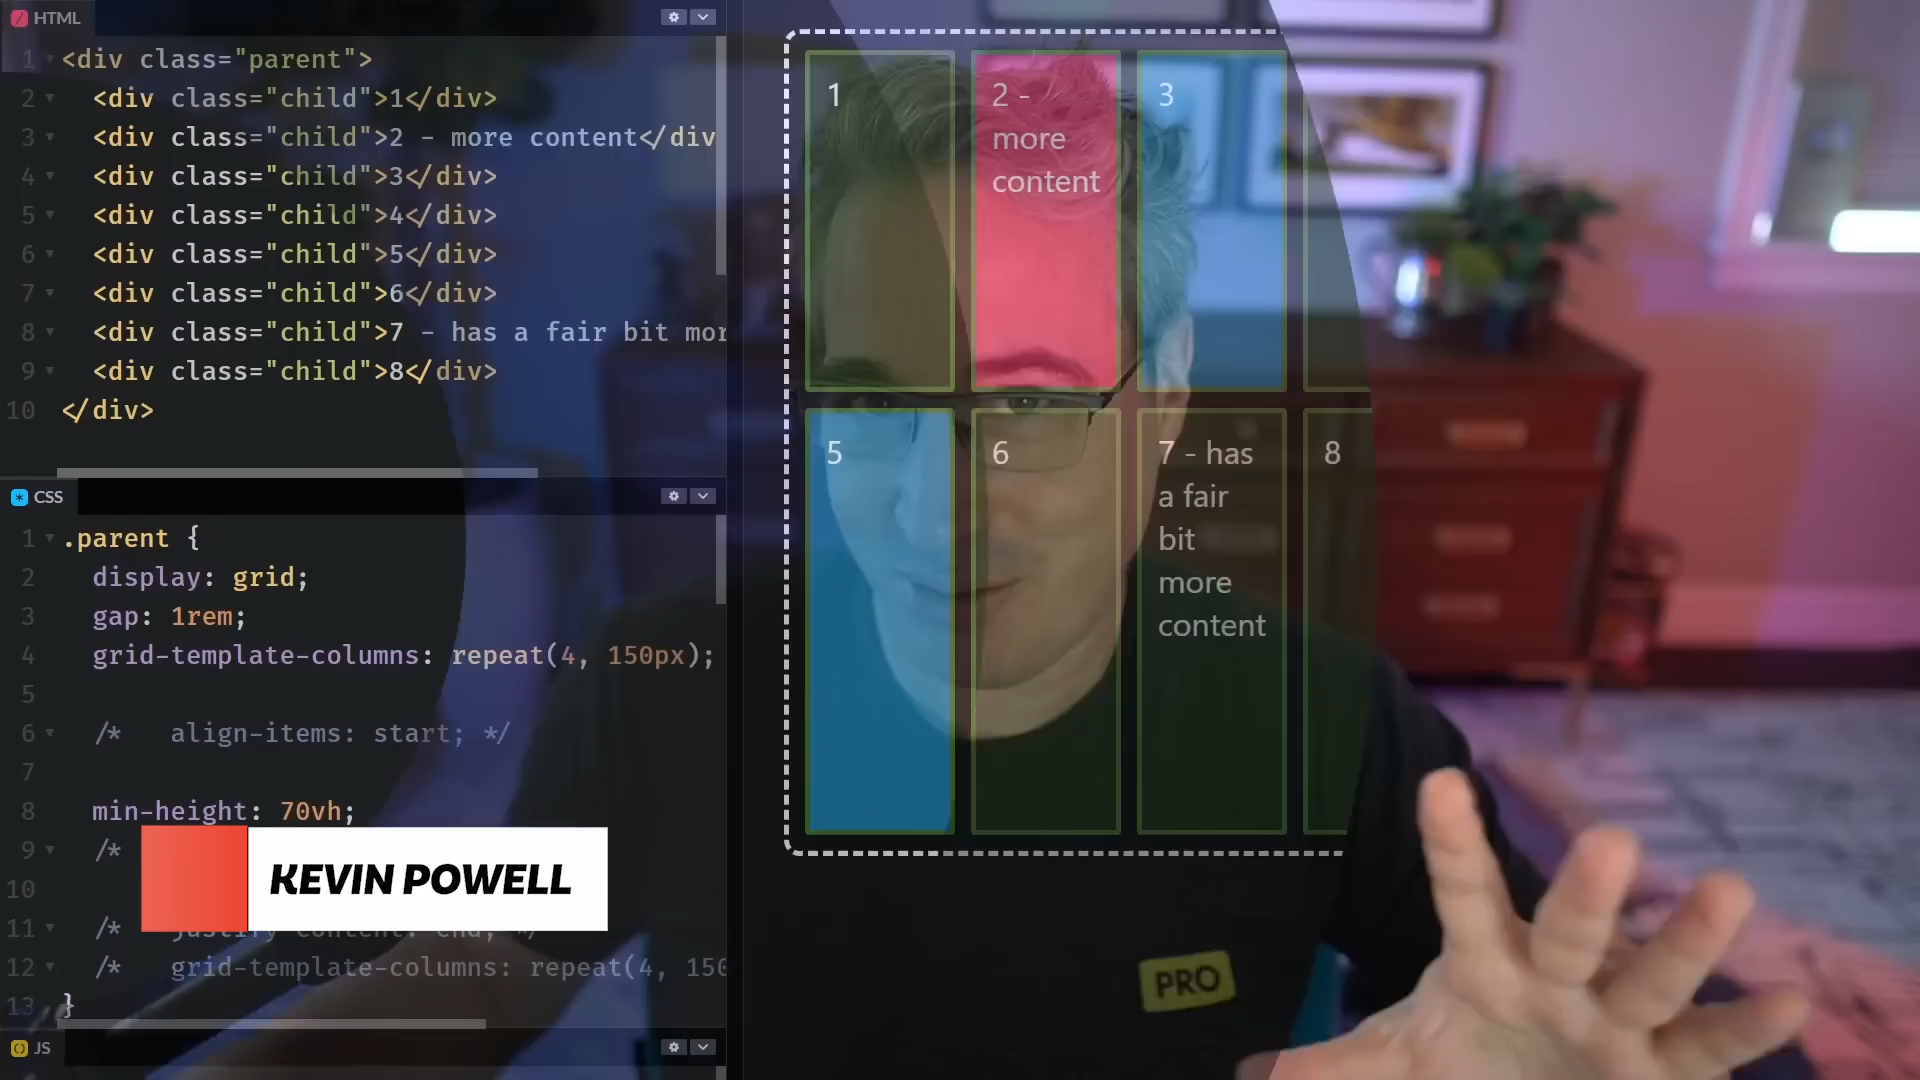 HTML
1 <div class="parent">
2 <div class="child">1</div>
3 <div class="child">2 - more content</div
4 <div class="child">3</div>
5 <div class="child">4</div>
6 <div class="child">5</div>
7 <div class="child">6</div>
8 <div class="child">7 - has a fair bit mor
9 <div class="child">8</div>
10 </div>
CSS
1 .parent {
2 display: grid;
3 gap: 1rem;
4 grid-template-columns: repeat(4, 150px);
5
6 /* align-items: start; */
7
8 min-height: 70vh;
9 /*
10
11 /* justify-content: end; */
12 /* grid-template-columns: repeat(4, 150
13 }
JS
KEVIN POWELL
1
2 -
more
content
3
5
6
7 - has
a fair
bit
more
content
8
PRO